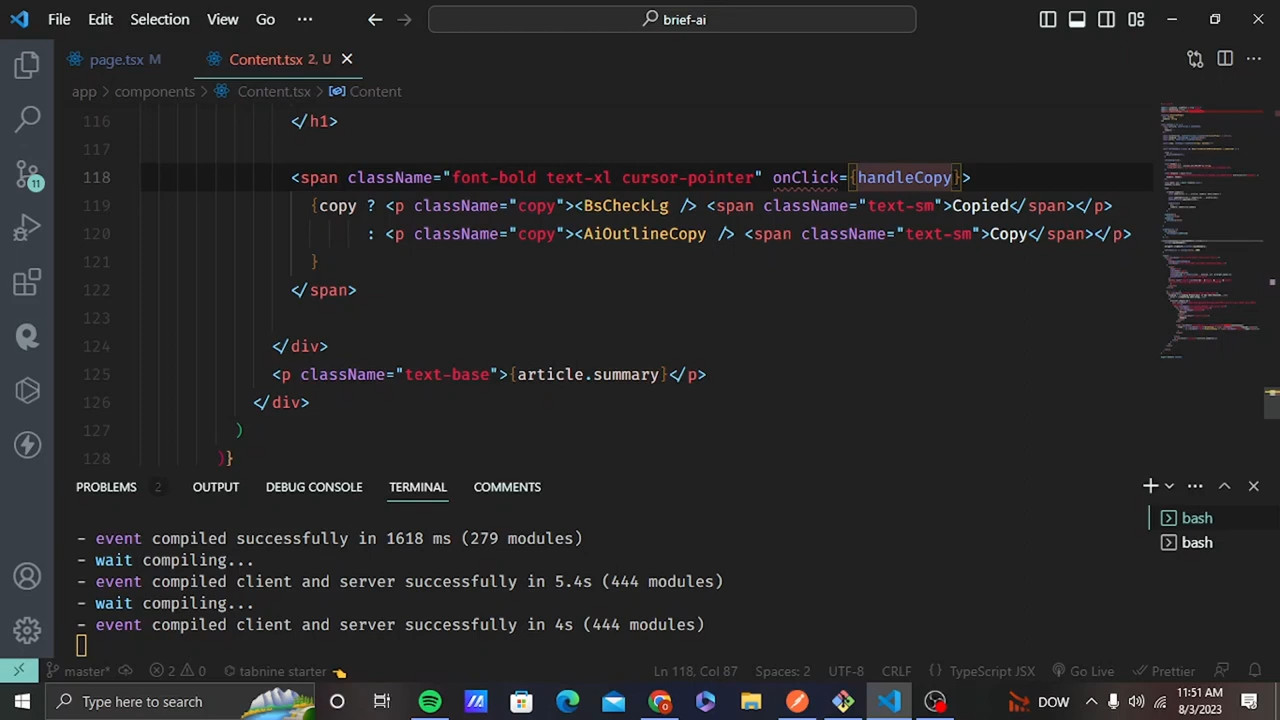 File Edit Selection View Go ··· brief-ai
page.tsx M Content.tsx 2, U
app > components > Content.tsx > Content
116 </h1>
117
118 <span className="font-bold text-xl cursor-pointer" onClick={handleCopy}>
119 {copy ? <p className="copy"><BsCheckLg /> <span className="text-sm">Copied</span></p>
120 : <p className="copy"><AiOutlineCopy /> <span className="text-sm">Copy</span></p>
121 }
122 </span>
123
124 </div>
125 <p className="text-base">{article.summary}</p>
126 </div>
127 )
128 )}
PROBLEMS 2 OUTPUT DEBUG CONSOLE TERMINAL COMMENTS
- event compiled successfully in 1618 ms (279 modules)
- wait compiling...
- event compiled client and server successfully in 5.4s (444 modules)
- wait compiling...
- event compiled client and server successfully in 4s (444 modules)
bash
bash
11
master* 2 0 tabnine starter Ln 118, Col 87 Spaces: 2 UTF-8 CRLF {} TypeScript JSX Go Live Prettier
Type here to search DOW 11:51 AM
8/3/2023